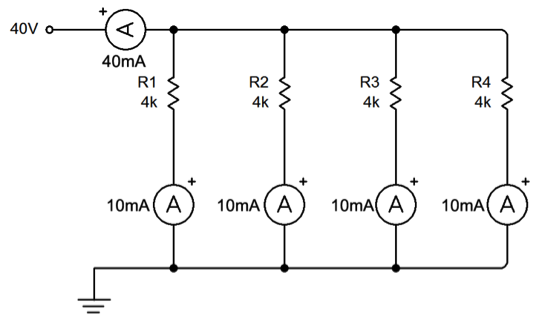 +
40V A
40mA
R1 R2 R3 R4
4k 4k 4k 4k
+ + + +
10mA A 10mA A 10mA A 10mA A